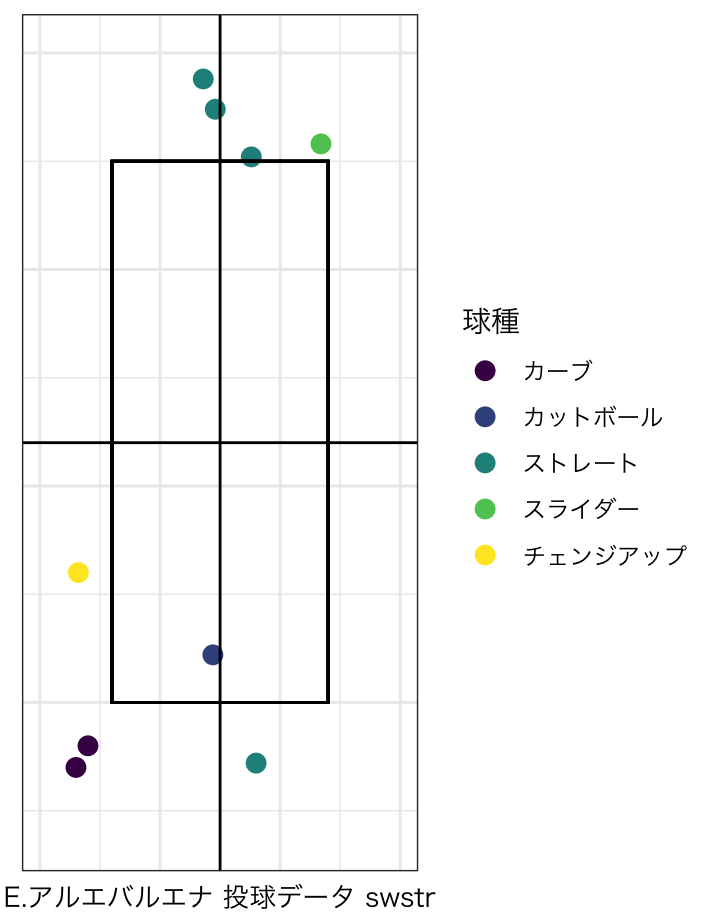 球種
カーブ
カットボール
ストレート
スライダー
チェンジアップ
E.アルエバルエナ 投球データ swstr